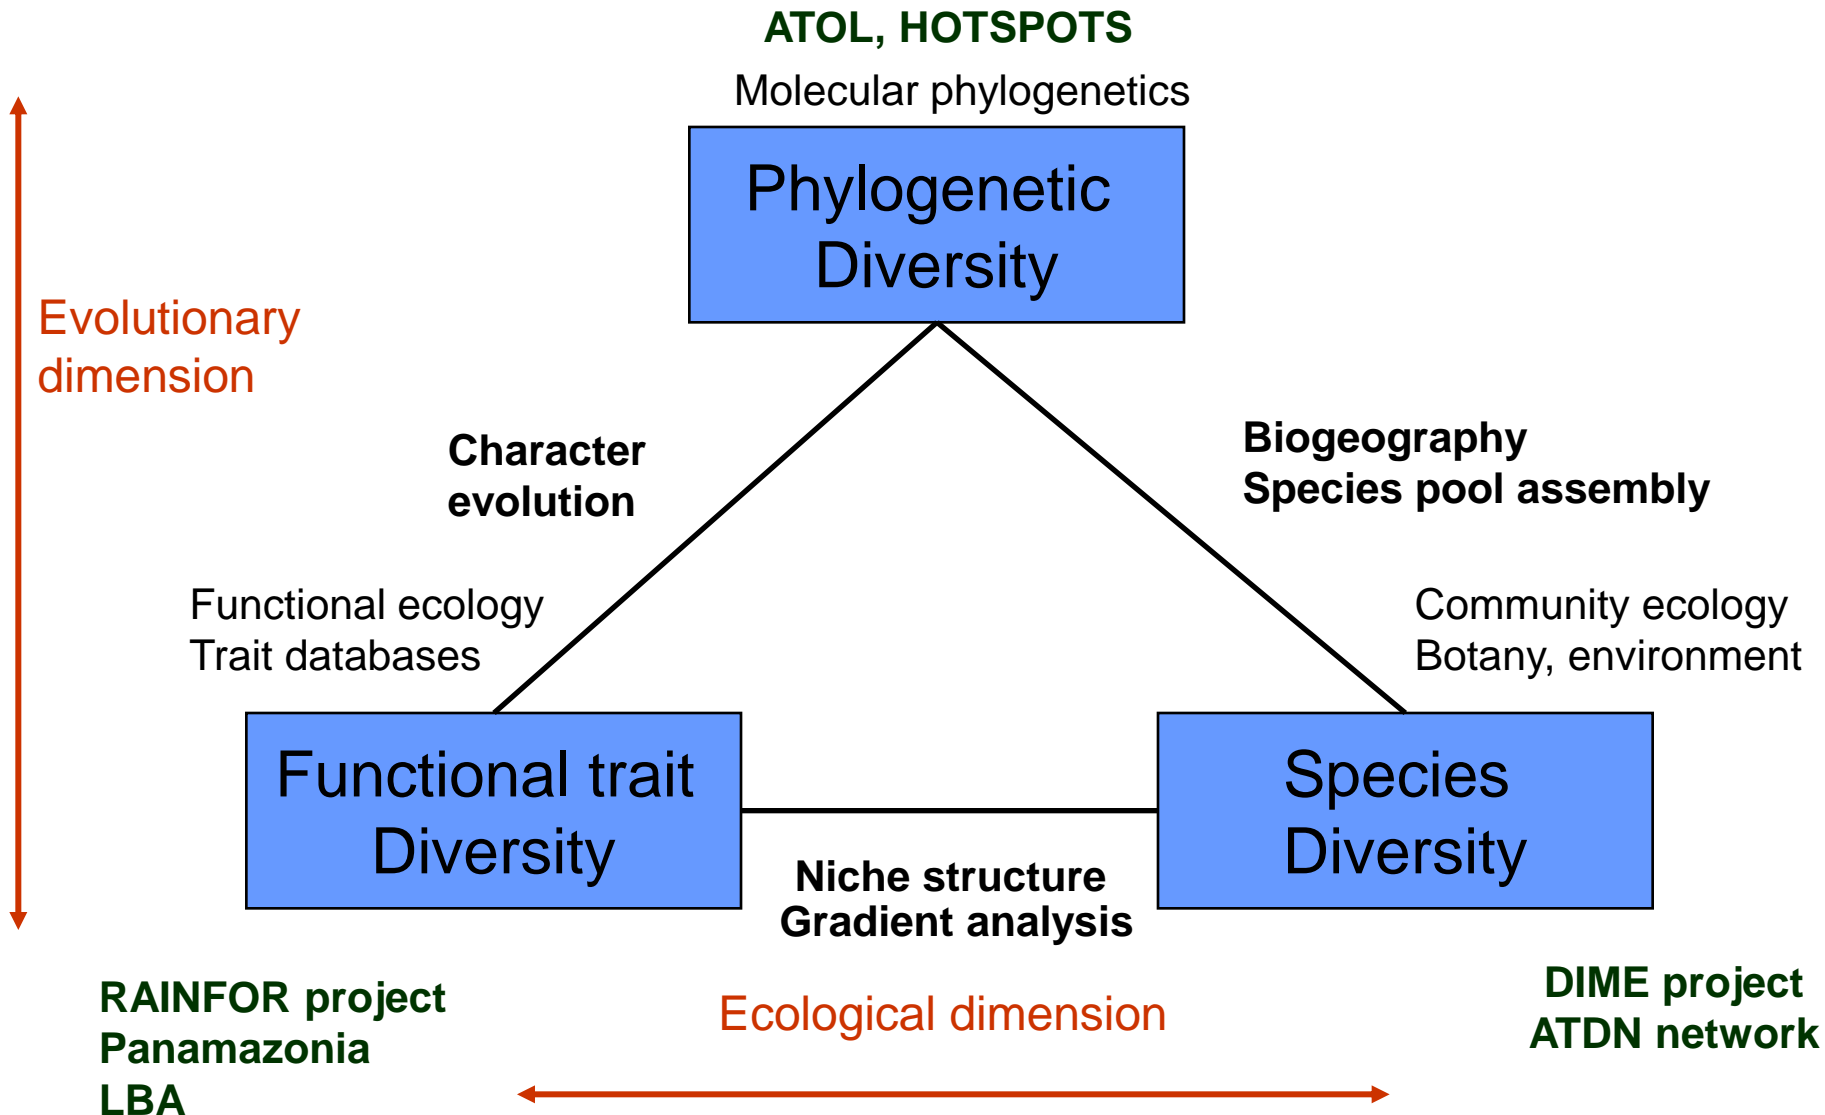 ATOL, HOTSPOTS
Molecular phylogenetics
Phylogenetic
Diversity
Evolutionary
dimension
Character
evolution
Biogeography
Species pool assembly
Functional ecology
Trait databases
Community ecology
Botany, environment
Functional trait
Diversity
Species
Diversity
Niche structure
Gradient analysis
RAINFOR project
Panamazonia
LBA
Ecological dimension
DIME project
ATDN network